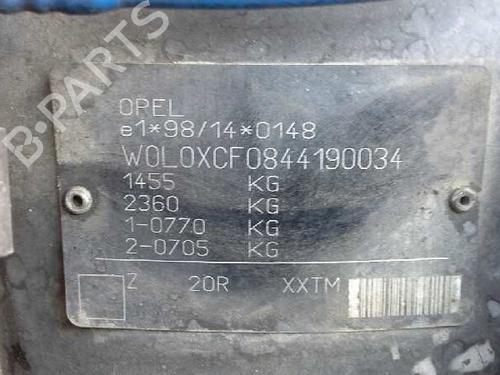 B-PARTS
OPEL
e1*98/14*0148
W0L0XCF0844190034
1455 KG
2360 KG
1-0770 KG
2-0705 KG
Z 20R XXTM